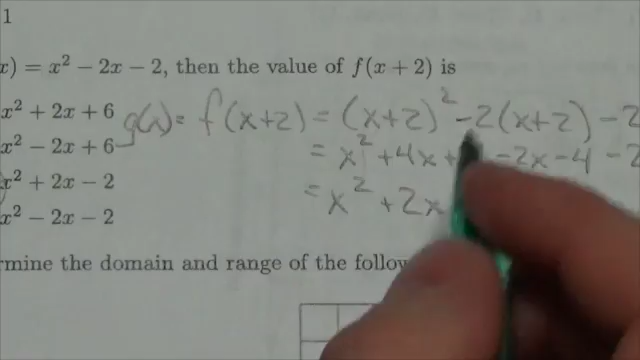 1
x) = x² − 2x − 2, then the value of f(x + 2) is
x² + 2x + 6
g(x) = f(x+2) = (x+2)² -2(x+2) - 2
x² − 2x + 6
= x² + 4x + -2x -4 -2
x² + 2x − 2
= x² + 2x
x² − 2x − 2
rmine the domain and range of the follow